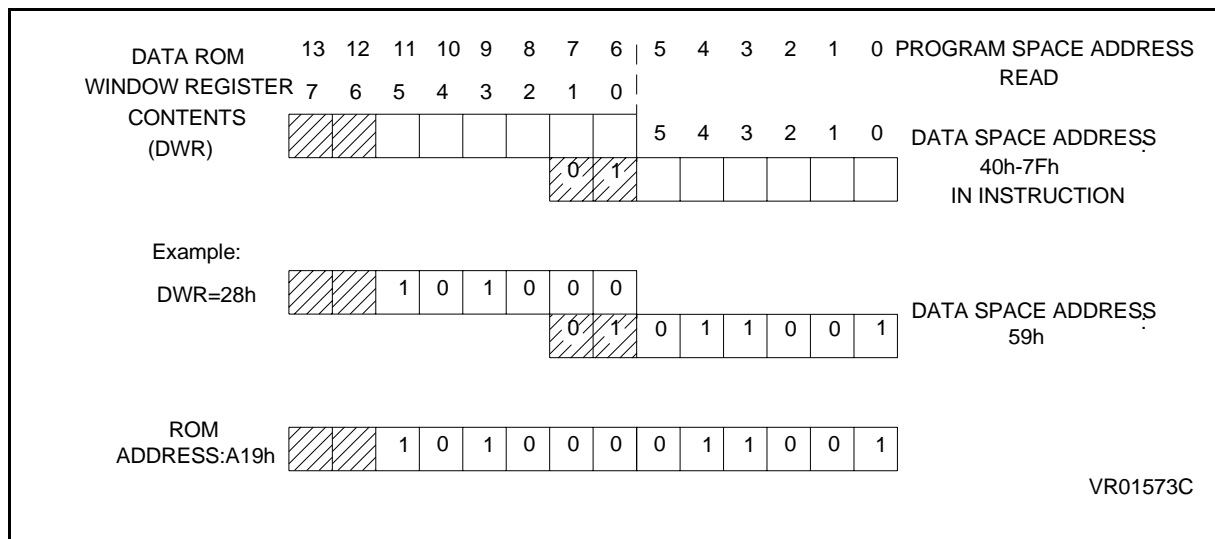 13 12 11 10 9 8 7 6 5 4 3 2 1 0 PROGRAM SPACE ADDRESS
READ
DATA ROM
WINDOW REGISTER 7 6 5 4 3 2 1 0
CONTENTS
(DWR)
5 4 3 2 1 0 DATA SPACE ADDRESS :
40h-7Fh
IN INSTRUCTION
0 1
Example:
DWR=28h 1 0 1 0 0 0
0 1 0 1 1 0 0 1 DATA SPACE ADDRESS :
59h
ROM
ADDRESS:A19h 1 0 1 0 0 0 0 1 1 0 0 1
VR01573C